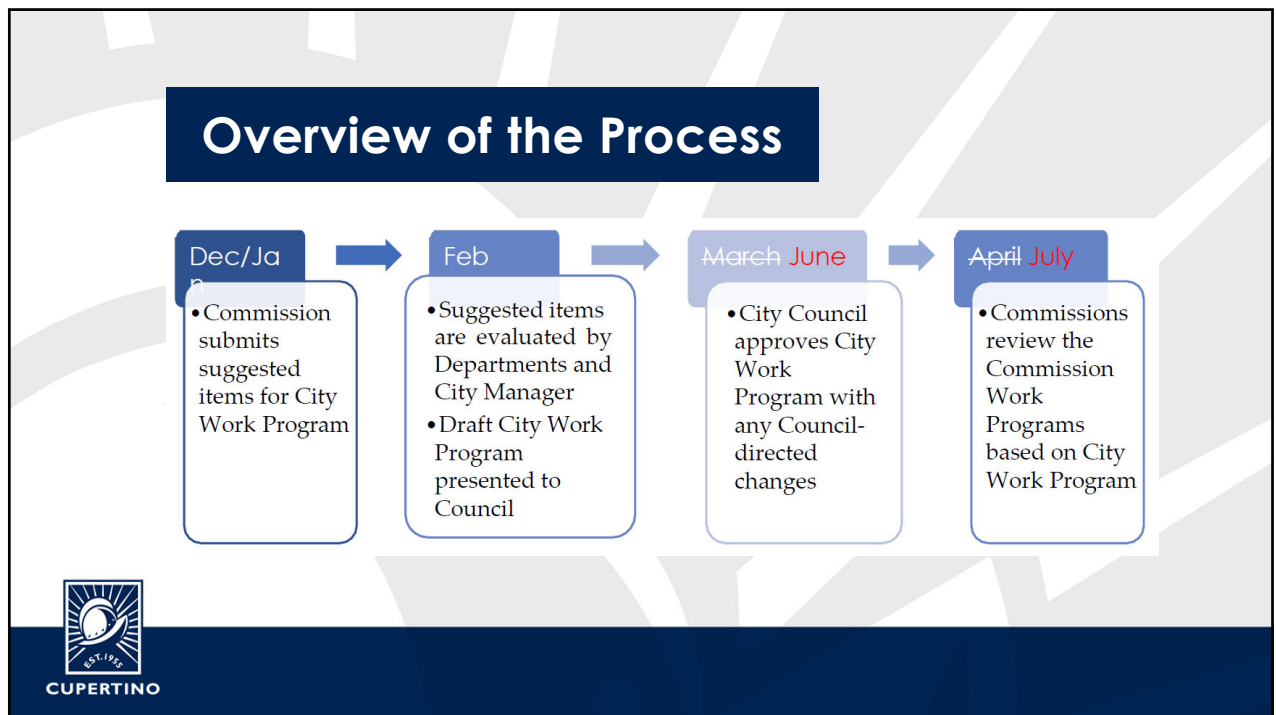 Overview of the Process
Dec/Ja
n
•Commission
submits
suggested
items for City
Work Program
Feb
•Suggested items
are evaluated by
Departments and
City Manager
•Draft City Work
Program
presented to
Council
March June
•City Council
approves City
Work
Program with
any Council-
directed
changes
April July
•Commissions
review the
Commission
Work
Programs
based on City
Work Program
EST. 1955
CUPERTINO